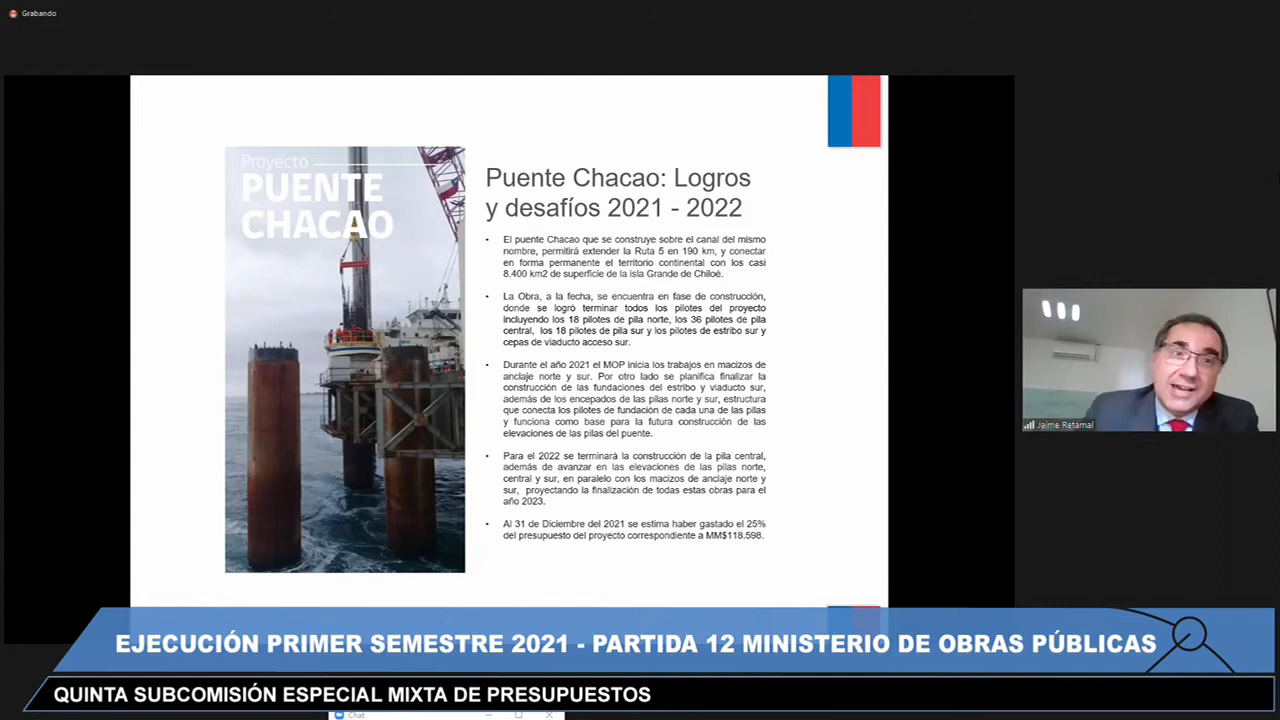 Grabando
Proyecto
PUENTE
CHACAO
Puente Chacao: Logros
y desafíos 2021 - 2022
• El puente Chacao que se construye sobre el canal del mismo
nombre, permitirá extender la Ruta 5 en 190 km, y conectar
en forma permanente el territorio continental con los casi
8.400 km2 de superficie de la isla Grande de Chiloé.
• La Obra, a la fecha, se encuentra en fase de construcción,
donde se logró terminar todos los pilotes del proyecto
incluyendo los 18 pilotes de pila norte, los 36 pilotes de pila
central, los 18 pilotes de pila sur y los pilotes de estribo sur y
cepas de viaducto acceso sur.
• Durante el año 2021 el MOP inicia los trabajos en macizos de
anclaje norte y sur. Por otro lado se planifica finalizar la
construcción de las fundaciones del estribo y viaducto sur,
además de los encepados de las pilas norte y sur, estructura
que conecta los pilotes de fundación de cada una de las pilas
y funciona como base para la futura construcción de las
elevaciones de las pilas del puente.
• Para el 2022 se terminará la construcción de la pila central,
además de avanzar en las elevaciones de las pilas norte,
central y sur, en paralelo con los macizos de anclaje norte y
sur, proyectando la finalización de todas estas obras para el
año 2023.
• Al 31 de Diciembre del 2021 se estima haber gastado el 25%
del presupuesto del proyecto correspondiente a MM$118.598.
Jaime Retamal
EJECUCIÓN PRIMER SEMESTRE 2021 - PARTIDA 12 MINISTERIO DE OBRAS PÚBLICAS
QUINTA SUBCOMISIÓN ESPECIAL MIXTA DE PRESUPUESTOS
Chat